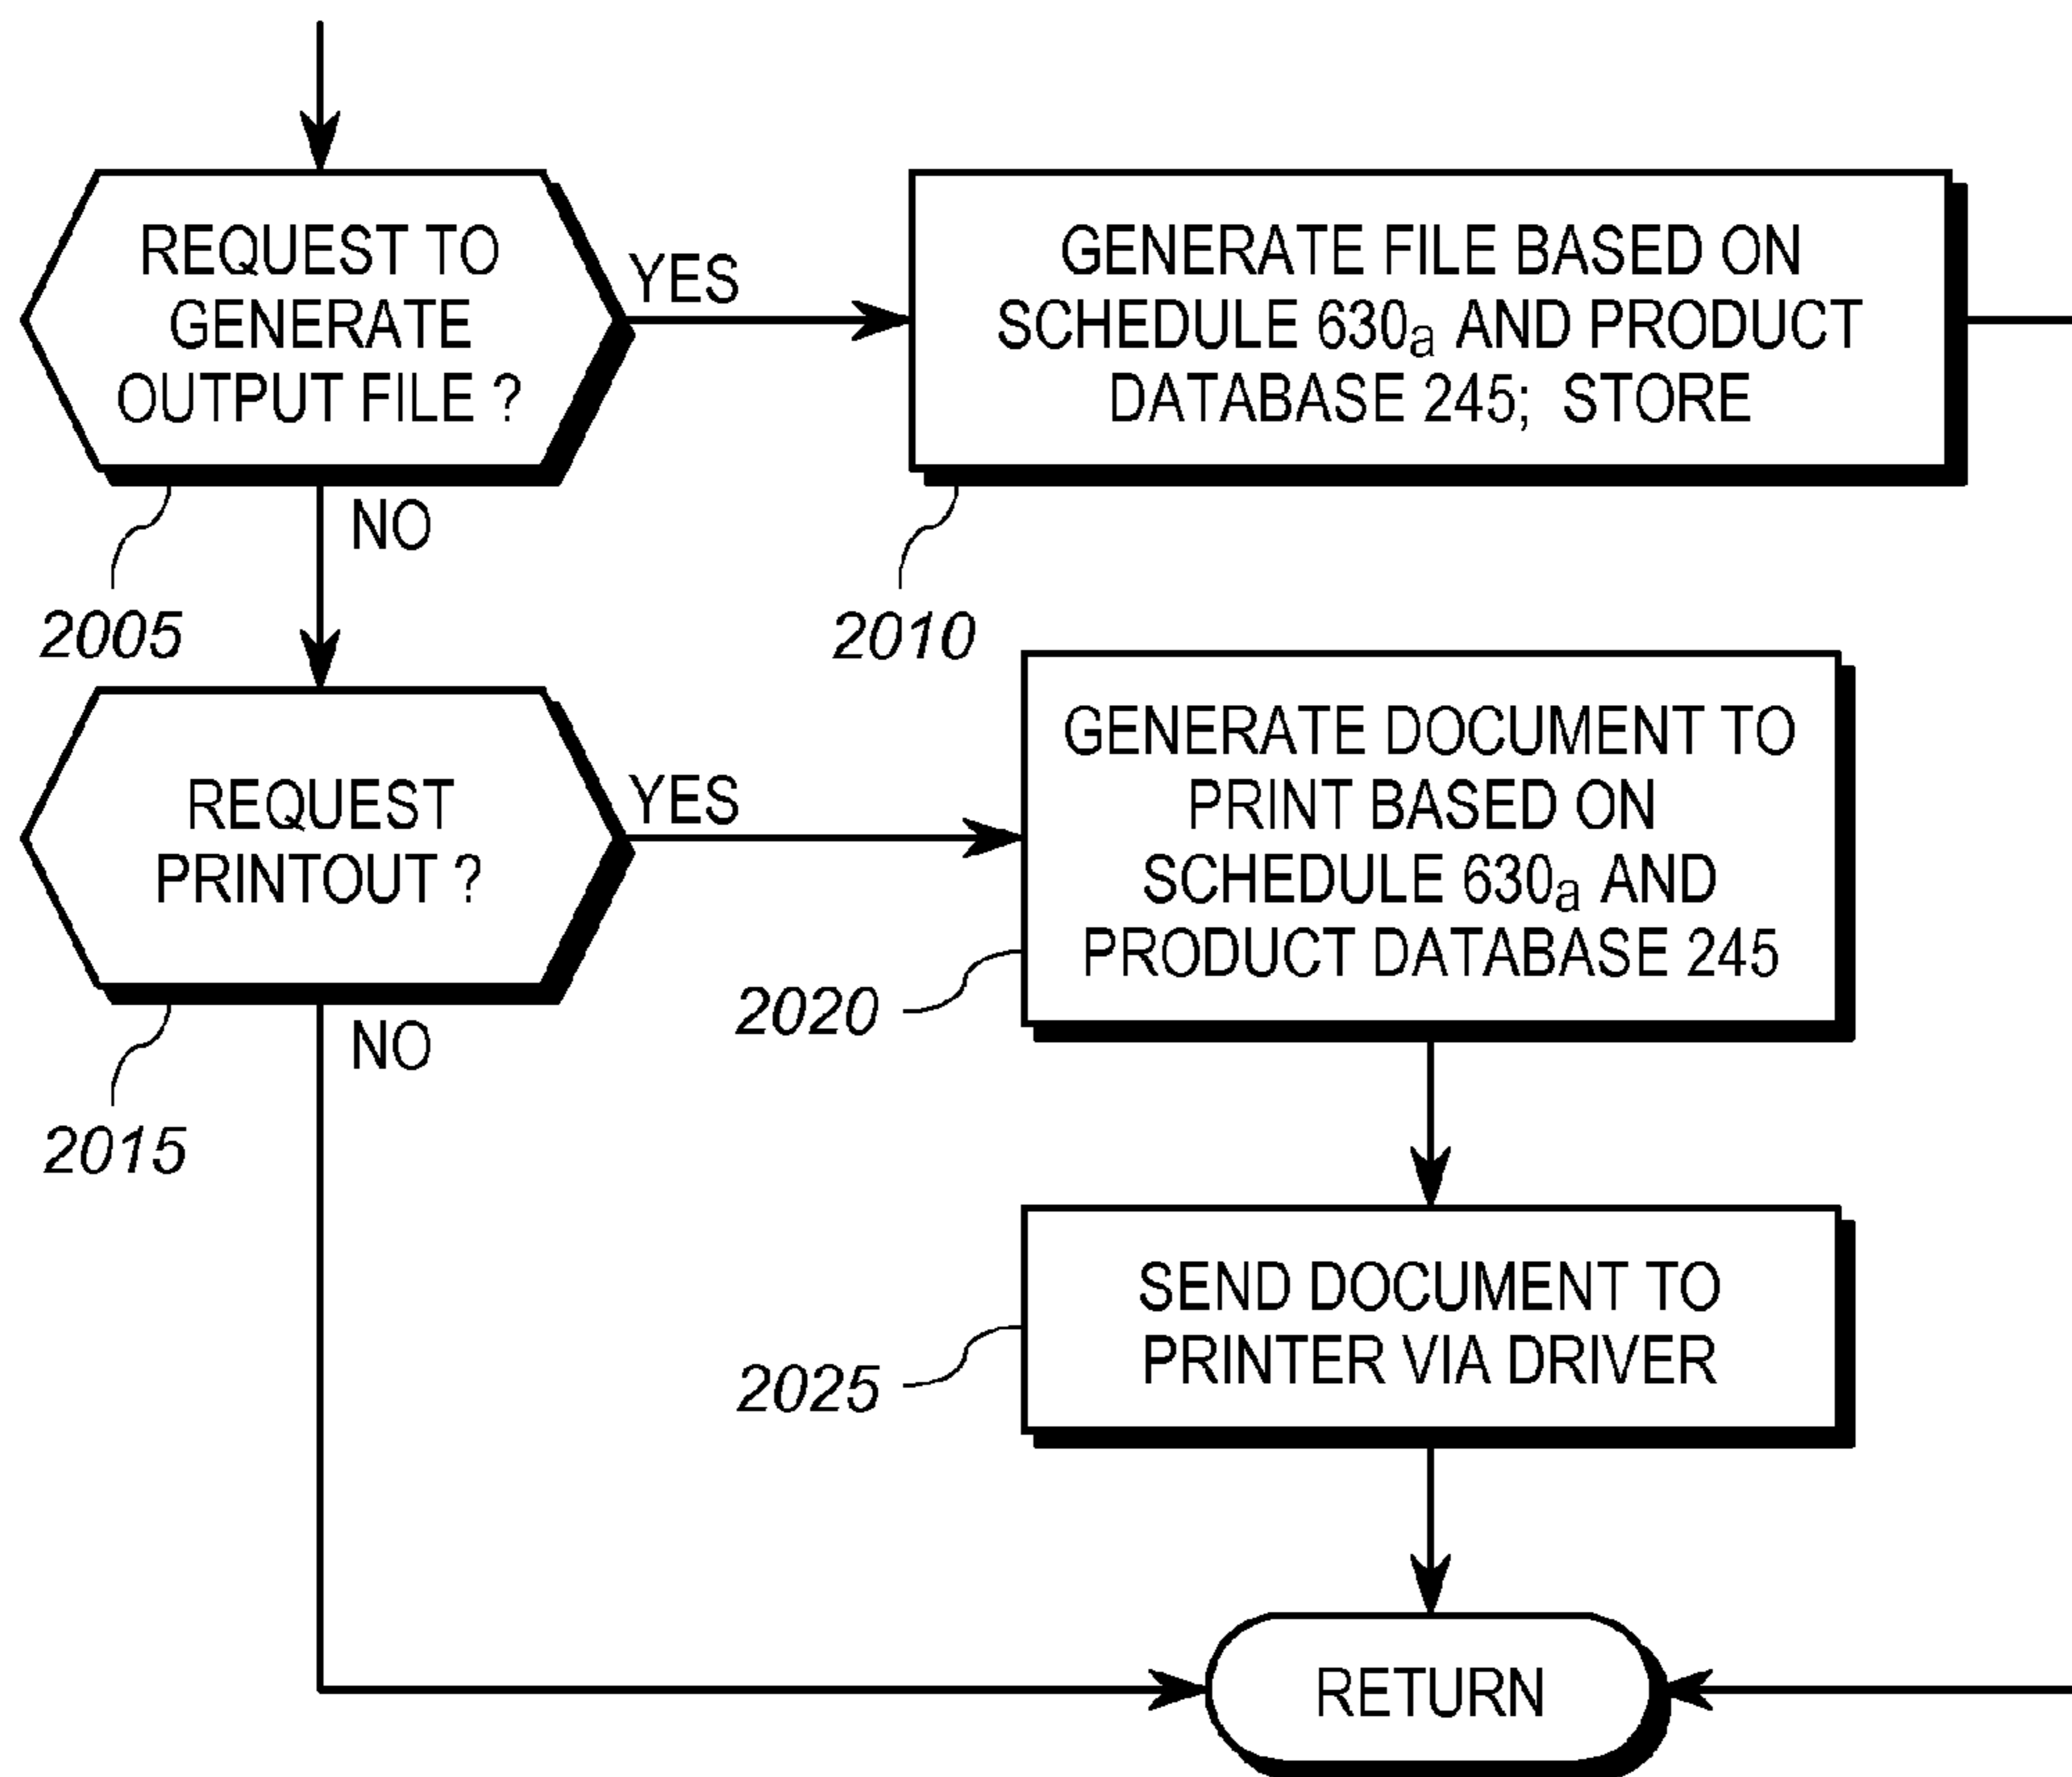 REQUEST TO
GENERATE
OUTPUT FILE ?
YES
GENERATE FILE BASED ON
SCHEDULE 630a AND PRODUCT
DATABASE 245; STORE
NO
2005
2010
REQUEST
PRINTOUT ?
YES
GENERATE DOCUMENT TO
PRINT BASED ON
SCHEDULE 630a AND
PRODUCT DATABASE 245
2020
NO
2015
SEND DOCUMENT TO
PRINTER VIA DRIVER
2025
RETURN